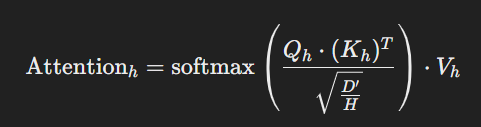 Attention_h = softmax ( Q_h · (K_h)^T / √(D'/H) ) · V_h